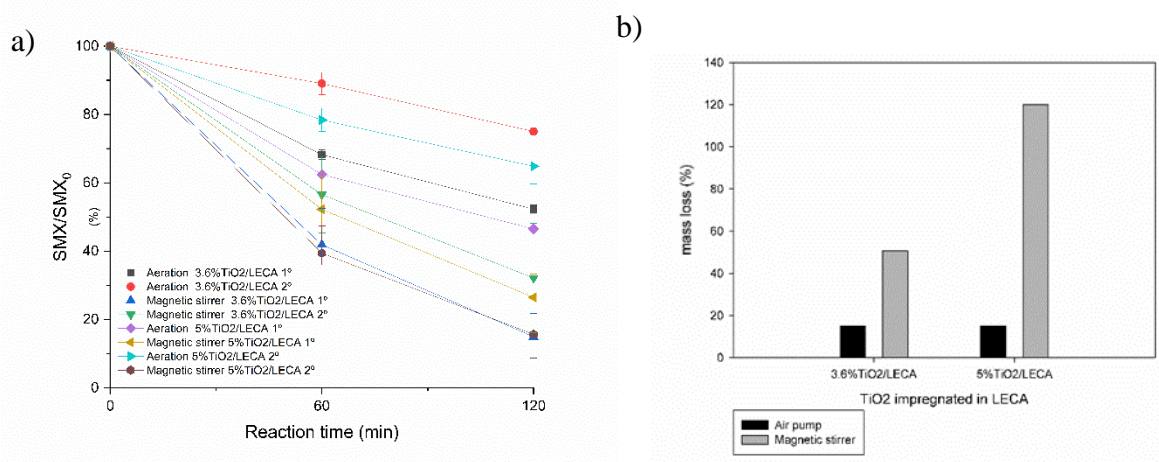 a)
SMX/SMX0
(%)
100
80
60
40
20
0
Aeration 3.6%TiO2/LECA 1º
Aeration 3.6%TiO2/LECA 2º
Magnetic stirrer 3.6%TiO2/LECA 1º
Magnetic stirrer 3.6%TiO2/LECA 2º
Aeration 5%TiO2/LECA 1º
Magnetic stirrer 5%TiO2/LECA 1º
Aeration 5%TiO2/LECA 2º
Magnetic stirrer 5%TiO2/LECA 2º
0 60 120
Reaction time (min)
b)
mass loss (%)
140
120
100
80
60
40
20
0
3.6%TiO2/LECA 5%TiO2/LECA
TiO2 impregnated in LECA
Air pump
Magnetic stirrer